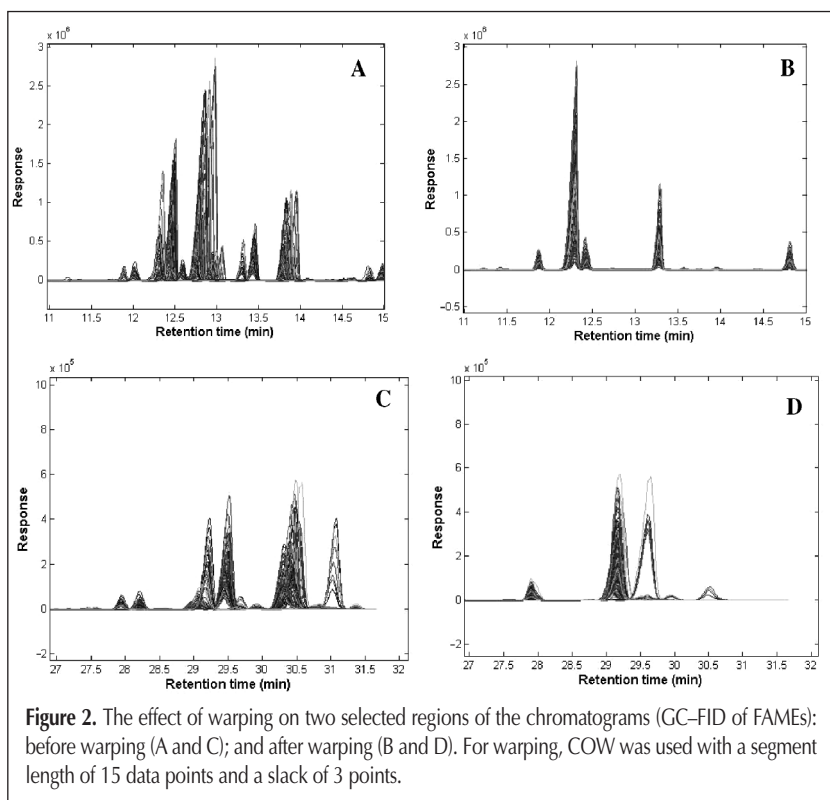 x 10⁶
A
3
2.5
2
1.5
1
0.5
0
Response
11 11.5 12 12.5 13 13.5 14 14.5 15
Retention time (min)
x 10⁶
B
3
2.5
2
1.5
1
0.5
0
−0.5
Response
11 11.5 12 12.5 13 13.5 14 14.5 15
Retention time (min)
x 10⁵
C
10
8
6
4
2
0
−2
Response
27 27.5 28 28.5 29 29.5 30 30.5 31 31.5 32
Retention time (min)
x 10⁵
D
10
8
6
4
2
0
−2
Response
27 27.5 28 28.5 29 29.5 30 30.5 31 31.5 32
Retention time (min)
Figure 2. The effect of warping on two selected regions of the chromatograms (GC–FID of FAMEs):
before warping (A and C); and after warping (B and D). For warping, COW was used with a segment
length of 15 data points and a slack of 3 points.